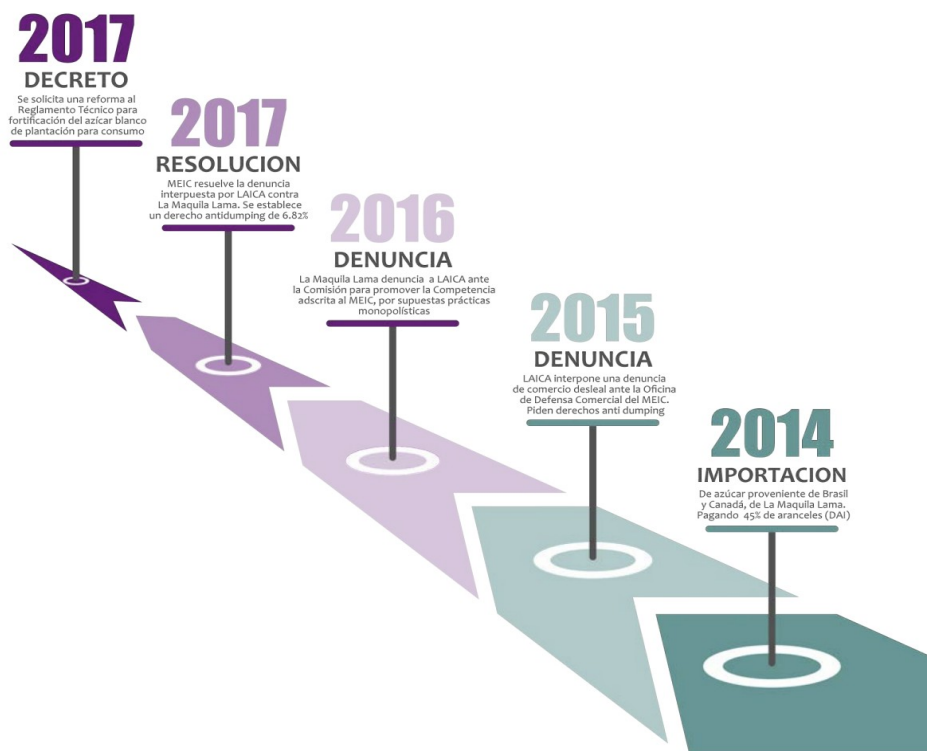 2017
DECRETO
Se solicita una reforma al
Reglamento Técnico para
fortificación del azúcar blanco
de plantación para consumo
2017
RESOLUCION
MEIC resuelve la denuncia
interpuesta por LAICA contra
La Maquila Lama. Se establece
un derecho antidumping de 6.82%
2016
DENUNCIA
La Maquila Lama denuncia a LAICA ante
la Comisión para promover la Competencia
adscrita al MEIC, por supuestas prácticas
monopolísticas
2015
DENUNCIA
LAICA interpone una denuncia
de comercio desleal ante la Oficina
de Defensa Comercial del MEIC.
Piden derechos anti dumping
2014
IMPORTACION
De azúcar proveniente de Brasil
y Canadá, de La Maquila Lama.
Pagando 45% de aranceles (DAI)